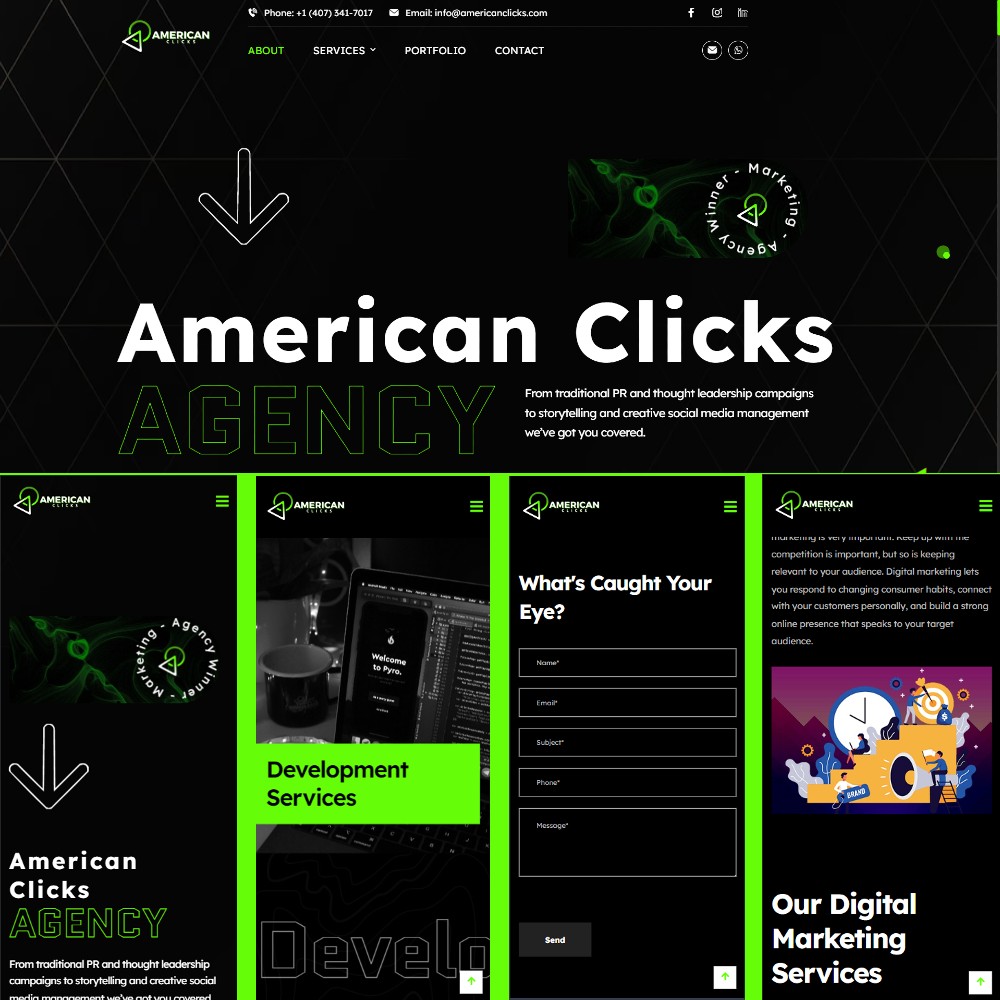 Phone: +1 (407) 341-7017
Email: info@americanclicks.com
AMERICAN
CLICKS
ABOUT
SERVICES
PORTFOLIO
CONTACT
Winner - Marketing - Agency
American Clicks
AGENCY
From traditional PR and thought leadership campaigns
to storytelling and creative social media management
we've got you covered.
AMERICAN
CLICKS
Marketing - Agency Winner -
American
Clicks
AGENCY
From traditional PR and thought leadership
campaigns to storytelling and creative social
media management we've got you covered.
AMERICAN
CLICKS
Welcome
to Pyro.
Development
Services
Develo
AMERICAN
CLICKS
What's Caught Your
Eye?
Name*
Email*
Subject*
Phone*
Message*
Send
AMERICAN
CLICKS
marketing is very important. Keep up with the
competition is important, but so is keeping
relevant to your audience. Digital marketing lets
you respond to changing consumer habits, connect
with your customers personally, and build a strong
online presence that speaks to your target
audience.
$
BRAND
Our Digital
Marketing
Services